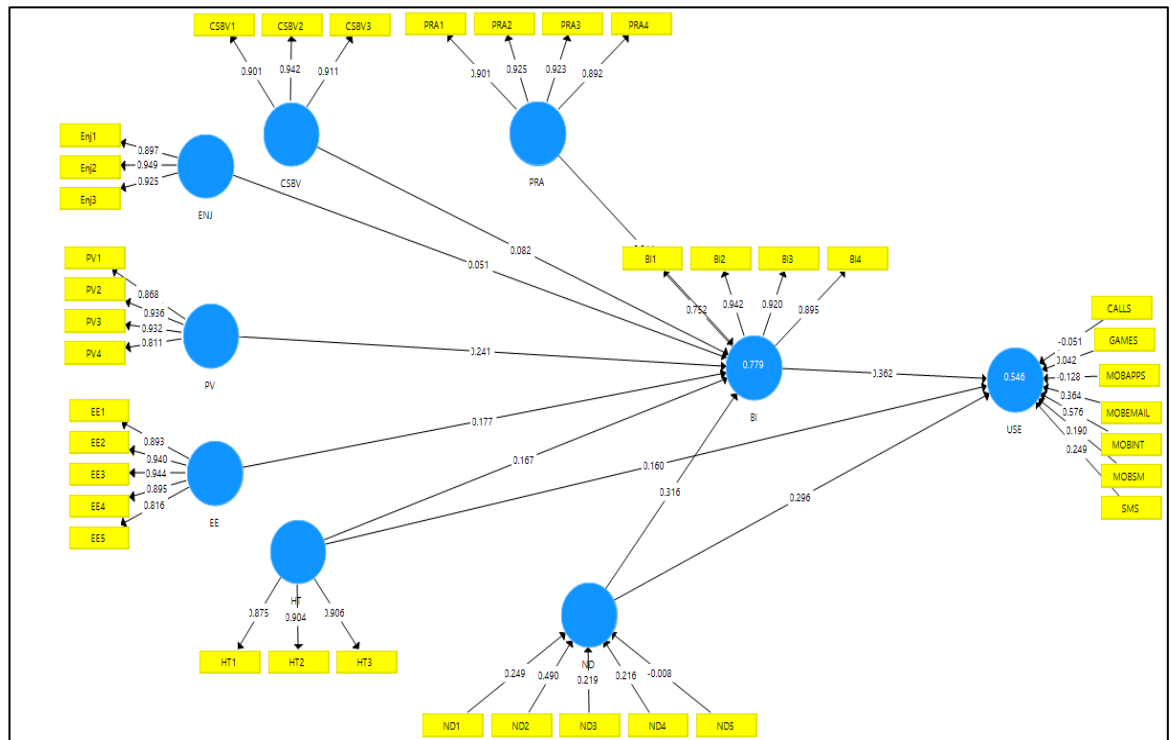 CSBV1 CSBV2 CSBV3
PRA1 PRA2 PRA3 PRA4
0.901 0.942 0.911
0.901 0.925 0.923 0.892
CSBV
PRA
Enj1
Enj2
Enj3
0.897
0.949
0.925
ENJ
0.082
0.051
BI1 BI2 BI3 BI4
0.752 0.942 0.920 0.895
PV1
PV2
PV3
PV4
0.868
0.936
0.932
0.811
PV
0.241
0.779
BI
0.362
0.546
USE
CALLS
GAMES
MOBAPPS
MOBEMAIL
MOBINT
MOBSM
SMS
-0.051
0.042
-0.128
0.364
0.576
0.190
0.249
EE1
EE2
EE3
EE4
EE5
0.893
0.940
0.944
0.895
0.816
EE
0.177
0.167
0.160
0.316
0.296
HT
0.875 0.904 0.906
HT1 HT2 HT3
ND
0.249 0.490 0.219 0.216 -0.008
ND1 ND2 ND3 ND4 ND5